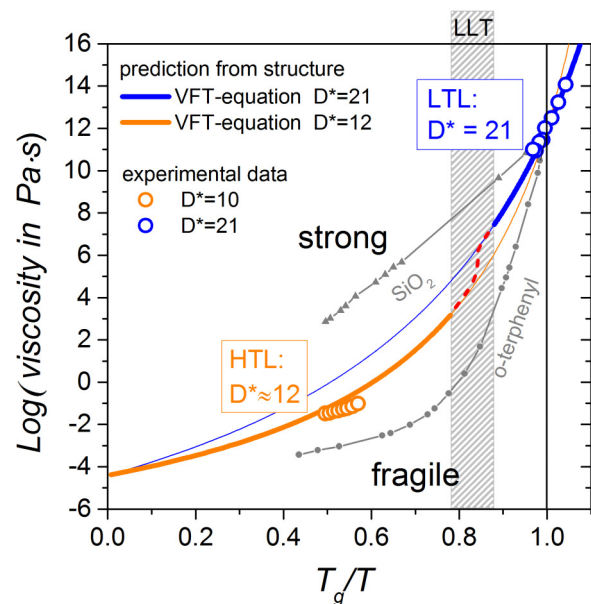 LLT
prediction from structure
VFT-equation D*=21
VFT-equation D*=12
LTL:
D* = 21
experimental data
D*=10
D*=21
strong
SiO₂
o-terphenyl
HTL:
D*≈12
fragile
Log(viscosity in Pa·s)
16
14
12
10
8
6
4
2
0
-2
-4
-6
0.0 0.2 0.4 0.6 0.8 1.0
T_g/T